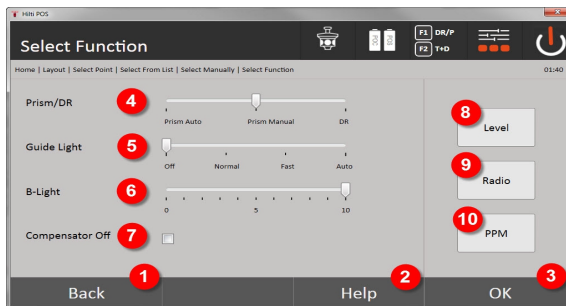 Hilti POS
Select Function
POC
POS
F1 DR/P
F2 T+D
Home | Layout | Select Point | Select From List | Select Manually | Select Function
01:40
Prism/DR
4
Prism Auto
Prism Manual
DR
8
Level
Guide Light
5
Off
Normal
Fast
Auto
9
Radio
B-Light
6
0
5
10
10
PPM
Compensator Off
7
1
2
3
Back
Help
OK